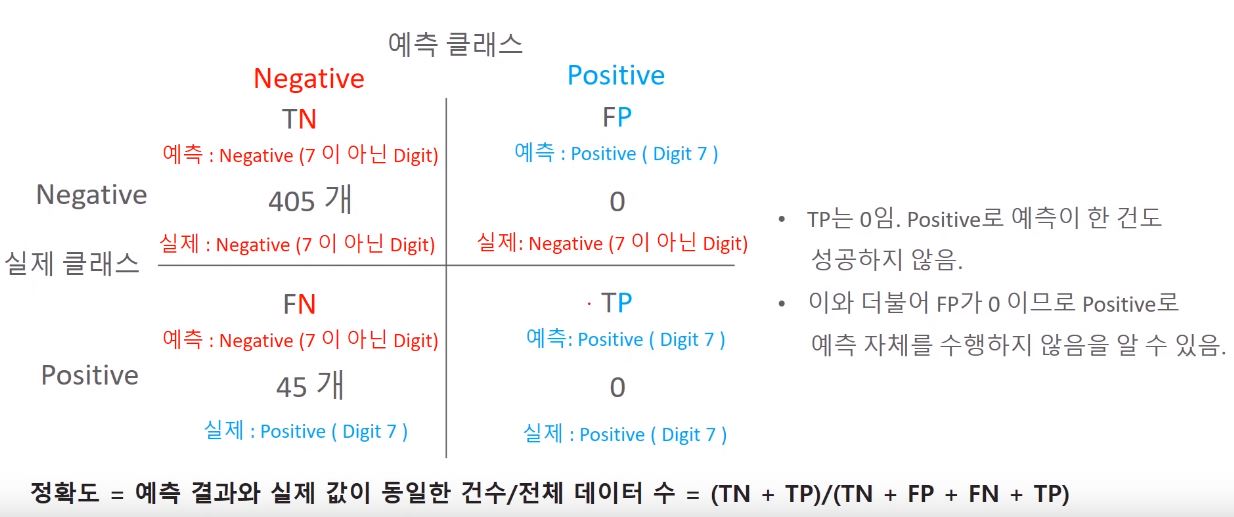 예측 클래스
Negative
Positive
TN
FP
예측 : Negative (7 이 아닌 Digit)
예측 : Positive ( Digit 7 )
Negative
405 개
0
실제 : Negative (7 이 아닌 Digit)
실제: Negative (7 이 아닌 Digit)
실제 클래스
FN
TP
예측 : Negative (7 이 아닌 Digit)
예측: Positive ( Digit 7 )
Positive
45 개
0
실제 : Positive ( Digit 7 )
실제 : Positive ( Digit 7 )
• TP는 0임. Positive로 예측이 한 건도
성공하지 않음.
• 이와 더불어 FP가 0 이므로 Positive로
예측 자체를 수행하지 않음을 알 수 있음.
정확도 = 예측 결과와 실제 값이 동일한 건수/전체 데이터 수 = (TN + TP)/(TN + FP + FN + TP)